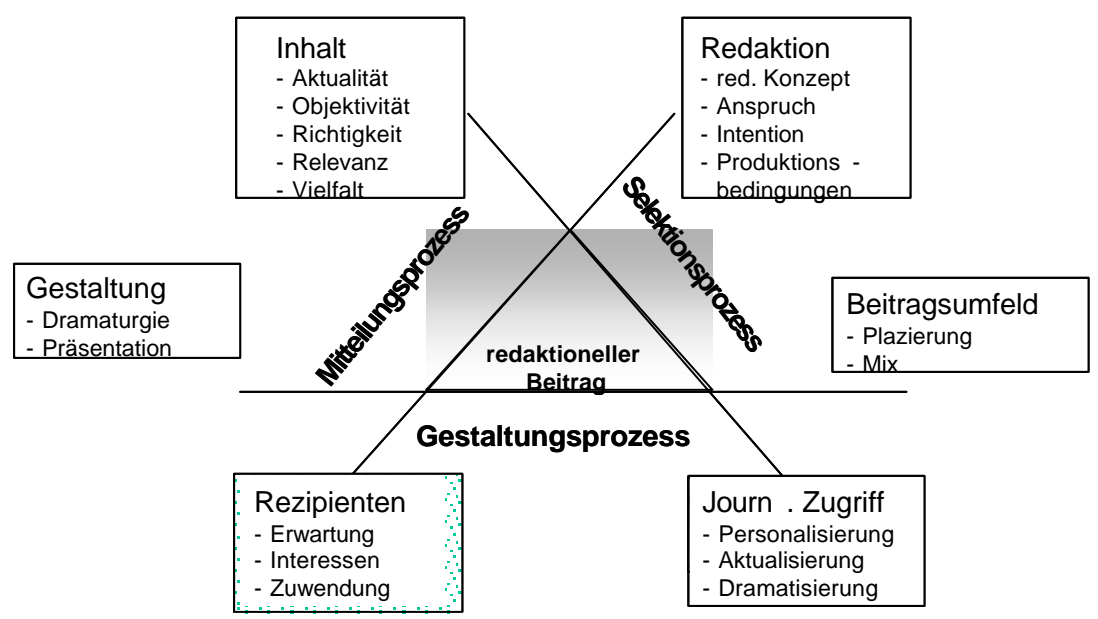 Inhalt
- Aktualität
- Objektivität
- Richtigkeit
- Relevanz
- Vielfalt
Redaktion
- red. Konzept
- Anspruch
- Intention
- Produktions -
bedingungen
Mitteilungsprozess
Selektionsprozess
Gestaltung
- Dramaturgie
- Präsentation
Beitragsumfeld
- Plazierung
- Mix
redaktioneller
Beitrag
Gestaltungsprozess
Rezipienten
- Erwartung
- Interessen
- Zuwendung
Journ . Zugriff
- Personalisierung
- Aktualisierung
- Dramatisierung